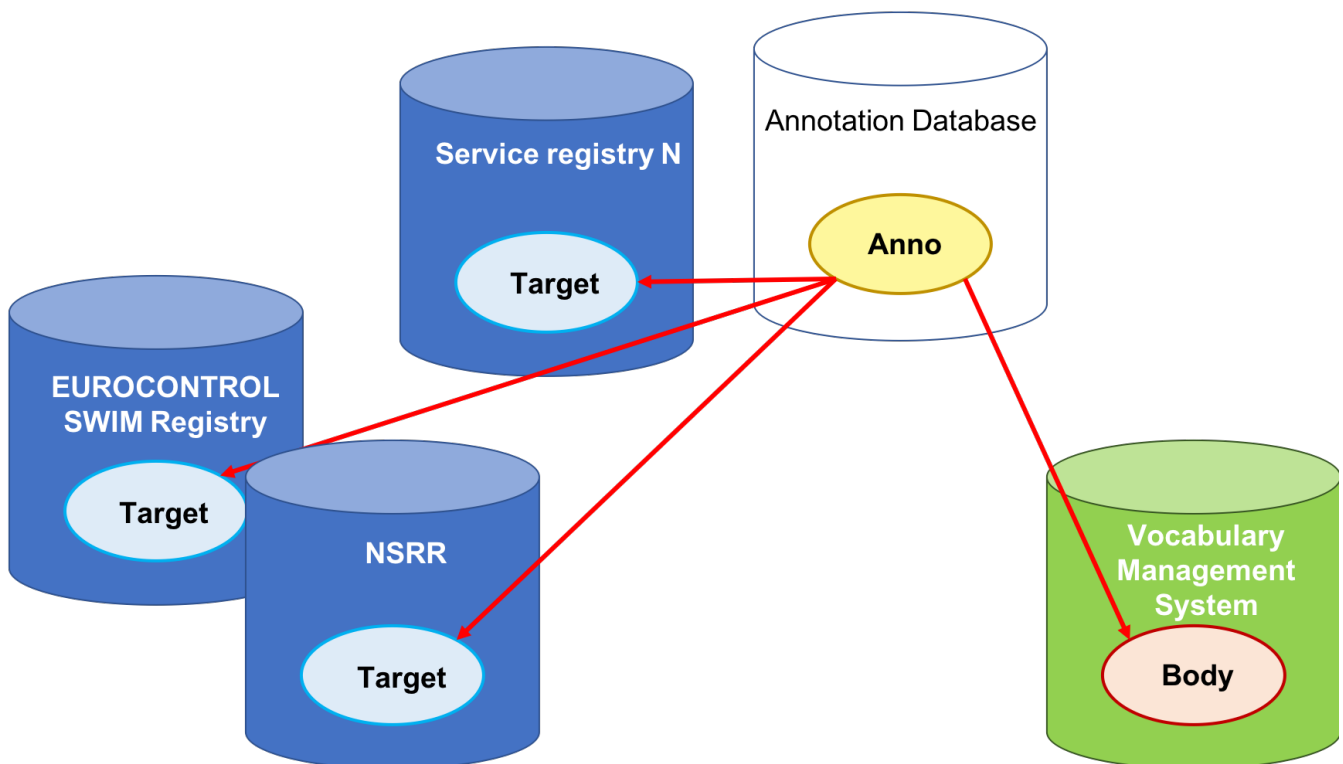 Annotation Database
Anno
Service registry N
Target
EUROCONTROL
SWIM Registry
Target
NSRR
Target
Vocabulary
Management
System
Body